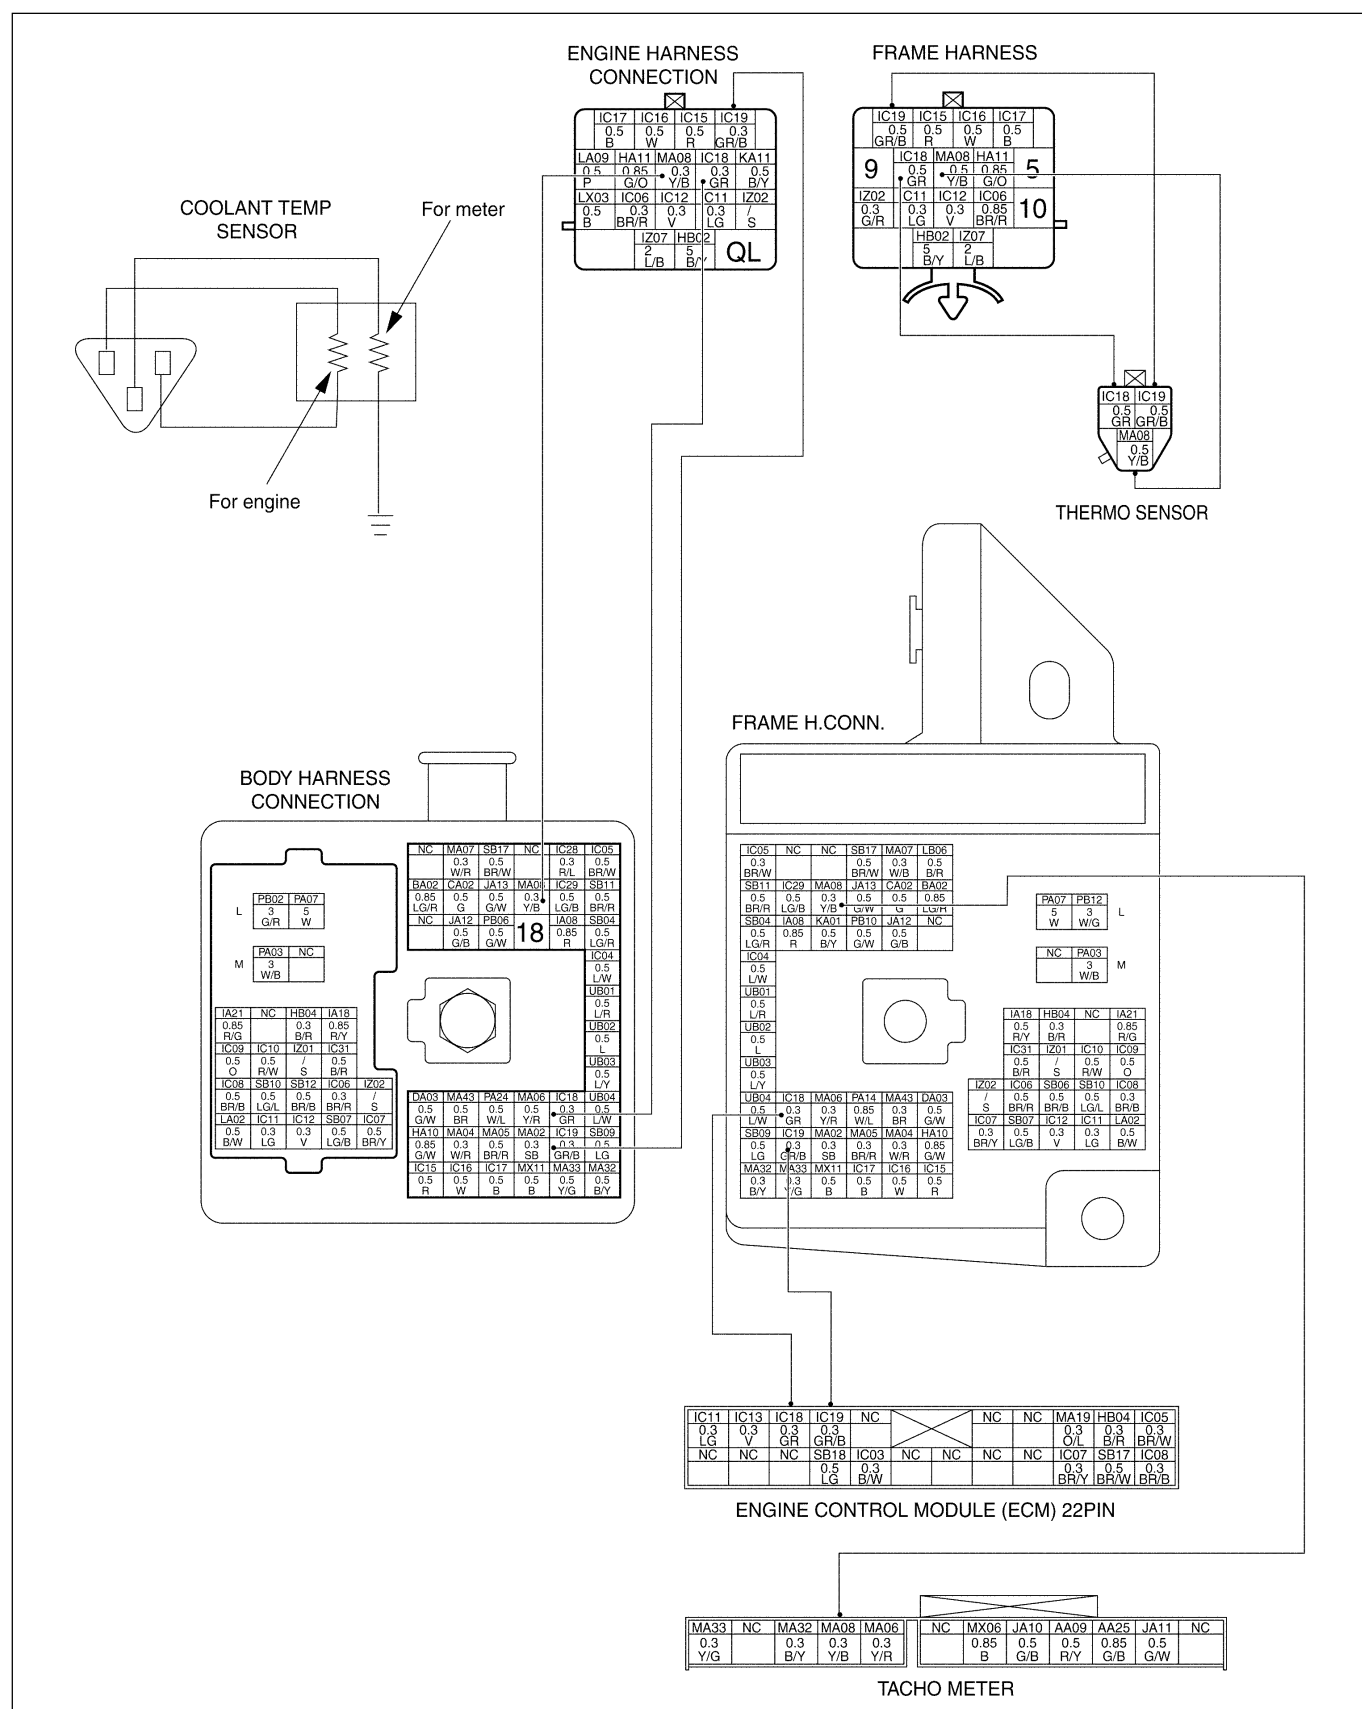 ENGINE HARNESS
CONNECTION
FRAME HARNESS
IC17 IC16 IC15 IC19
0.5 0.5 0.5 0.3
B W R GR/B
LA09 HA11 MA08 IC18 KA11
0.5 0.85 0.3 0.3 0.5
P G/O Y/B GR B/Y
LX03 IC06 IC12 IC11 IZ02
0.5 0.3 0.3 0.3 /
B BR/R V LG S
IZ07 HB02
2 5
L/B B/Y
QL
IC19 IC15 IC16 IC17
0.5 0.5 0.5 0.5
GR/B R W B
9 IC18 MA08 HA11 5
0.5 0.5 0.85
GR Y/B G/O
IZ02 IC11 IC12 IC06 10
0.3 0.3 0.3 0.85
G/R LG V BR/R
HB02 IZ07
5 2
B/Y L/B
COOLANT TEMP
SENSOR
For meter
For engine
IC18 IC19
0.5 0.5
GR GR/B
MA08
0.5
Y/B
THERMO SENSOR
BODY HARNESS
CONNECTION
NC MA07 SB17 NC IC28 IC05
0.3 0.5 0.3 0.5
W/R BR/W R/L BR/W
BA02 CA02 JA13 MA08 IC29 SB11
0.85 0.5 0.5 0.3 0.5 0.5
LG/R G G/W Y/B LG/B BR/R
NC JA12 PB06 18 IA08 SB04
0.5 0.5 0.85 0.5
G/B G/W R LG/R
IC04
0.5
L/W
UB01
0.5
L/R
UB02
0.5
L
UB03
0.5
L/Y
DA03 MA43 PA24 MA06 IC18 UB04
0.5 0.5 0.5 0.5 0.3 0.5
G/W BR W/L Y/R GR L/W
HA10 MA04 MA05 MA02 IC19 SB09
0.85 0.3 0.5 0.3 0.3 0.5
G/W W/R BR/R SB GR/B LG
IC15 IC16 IC17 MX11 MA33 MA32
0.5 0.5 0.5 0.5 0.5 0.5
R W B B Y/G B/Y
L
PB02 PA07
3 5
G/R W
M
PA03 NC
3
W/B
IA21 NC HB04 IA18
0.85 0.3 0.85
R/G B/R R/Y
IC09 IC10 IZ01 IC31
0.5 0.5 / 0.5
O R/W S B/R
IC08 SB10 SB12 IC06 IZ02
0.5 0.5 0.5 0.3 /
BR/B LG/L BR/B BR/R S
LA02 IC11 IC12 SB07 IC07
0.5 0.3 0.3 0.5 0.5
B/W LG V LG/B BR/Y
FRAME H.CONN.
IC05 NC NC SB17 MA07 LB06
0.3 0.5 0.3 0.5
BR/W BR/W W/B B/R
SB11 IC29 MA08 JA13 CA02 BA02
0.5 0.5 0.3 0.5 0.5 0.85
BR/R LG/B Y/B G/W G LG/R
SB04 IA08 KA01 PB10 JA12 NC
0.5 0.85 0.5 0.5 0.5
LG/R R B/Y G/W G/B
IC04
0.5
L/W
UB01
0.5
L/R
UB02
0.5
L
UB03
0.5
L/Y
UB04 IC18 MA06 PA14 MA43 DA03
0.5 0.3 0.3 0.85 0.3 0.5
L/W GR Y/R W/L BR G/W
SB09 IC19 MA02 MA05 MA04 HA10
0.5 0.3 0.3 0.3 0.3 0.85
LG GR/B SB BR/R W/R G/W
MA32 MA33 MX11 IC17 IC16 IC15
0.3 0.3 0.5 0.5 0.5 0.5
B/Y Y/G B B W R
PA07 PB12
5 3
W W/G
L
NC PA03
3
W/B
M
IA18 HB04 NC IA21
0.5 0.3 0.85
R/Y B/R R/G
IC31 IZ01 IC10 IC09
0.5 / 0.5 0.5
B/R S R/W O
IZ02 IC06 SB06 SB10 IC08
/ 0.5 0.5 0.5 0.3
S BR/R BR/B LG/L BR/B
IC07 SB07 IC12 IC11 LA02
0.3 0.5 0.3 0.3 0.5
BR/Y LG/B V LG B/W
IC11 IC13 IC18 IC19 NC NC NC MA19 HB04 IC05
0.3 0.3 0.3 0.3 0.3 0.3 0.3
LG V GR GR/B O/L B/R BR/W
NC NC NC SB18 IC03 NC NC NC NC IC07 SB17 IC08
0.5 0.3 0.3 0.5 0.3
LG B/W BR/Y BR/W BR/B
ENGINE CONTROL MODULE (ECM) 22PIN
MA33 NC MA32 MA08 MA06 NC MX06 JA10 AA09 AA25 JA11 NC
0.3 0.3 0.3 0.3 0.85 0.5 0.5 0.85 0.5
Y/G B/Y Y/B Y/R B G/B R/Y G/B G/W
TACHO METER